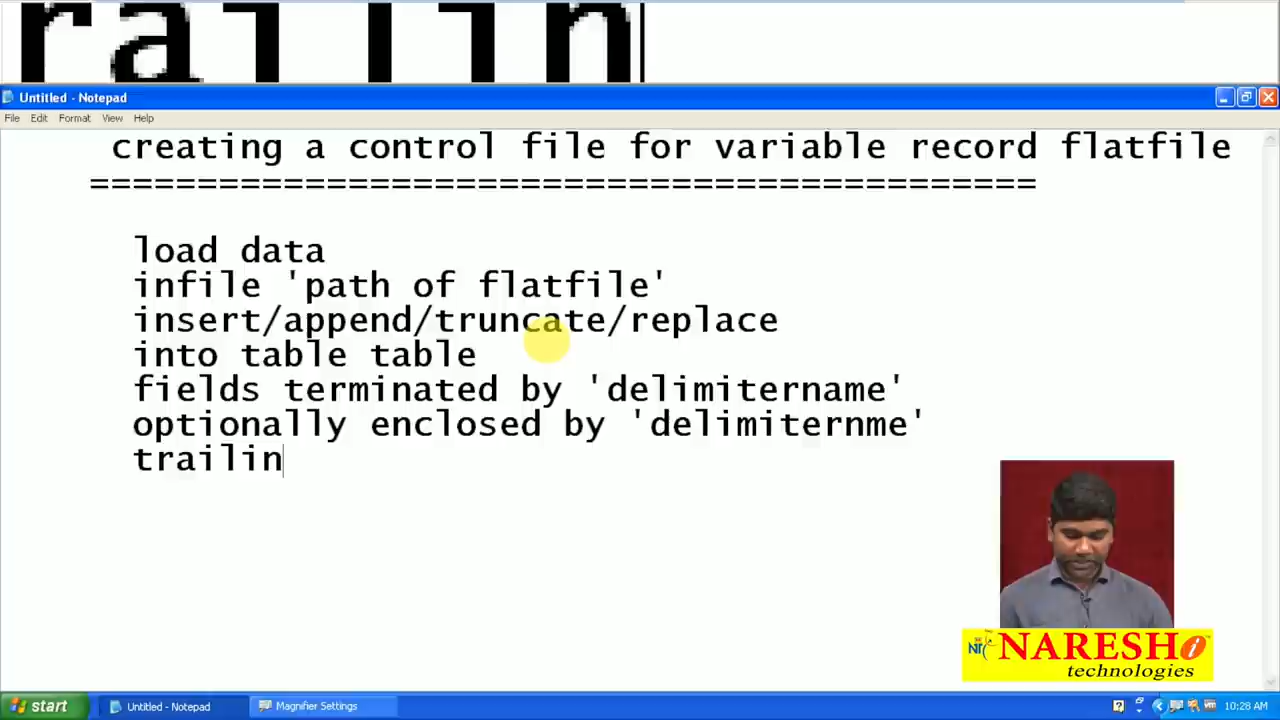 railin
Untitled - Notepad
File Edit Format View Help
creating a control file for variable record flatfile
============================================
load data
infile 'path of flatfile'
insert/append/truncate/replace
into table table
fields terminated by 'delimitername'
optionally enclosed by 'delimiternme'
trailin
NARESH i
technologies
start
Untitled - Notepad
Magnifier Settings
10:28 AM